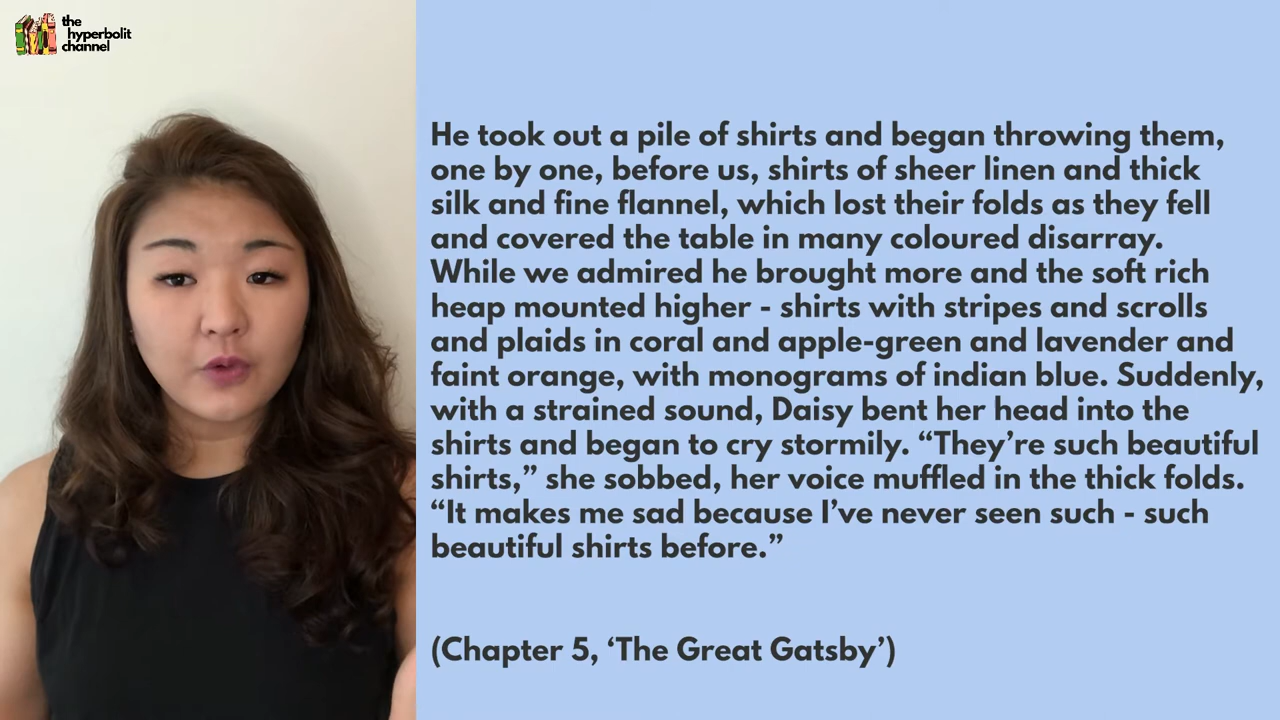 the
hyperbolit
channel
He took out a pile of shirts and began throwing them,
one by one, before us, shirts of sheer linen and thick
silk and fine flannel, which lost their folds as they fell
and covered the table in many coloured disarray.
While we admired he brought more and the soft rich
heap mounted higher - shirts with stripes and scrolls
and plaids in coral and apple-green and lavender and
faint orange, with monograms of indian blue. Suddenly,
with a strained sound, Daisy bent her head into the
shirts and began to cry stormily. “They’re such beautiful
shirts,” she sobbed, her voice muffled in the thick folds.
“It makes me sad because I’ve never seen such - such
beautiful shirts before.”
(Chapter 5, ‘The Great Gatsby’)